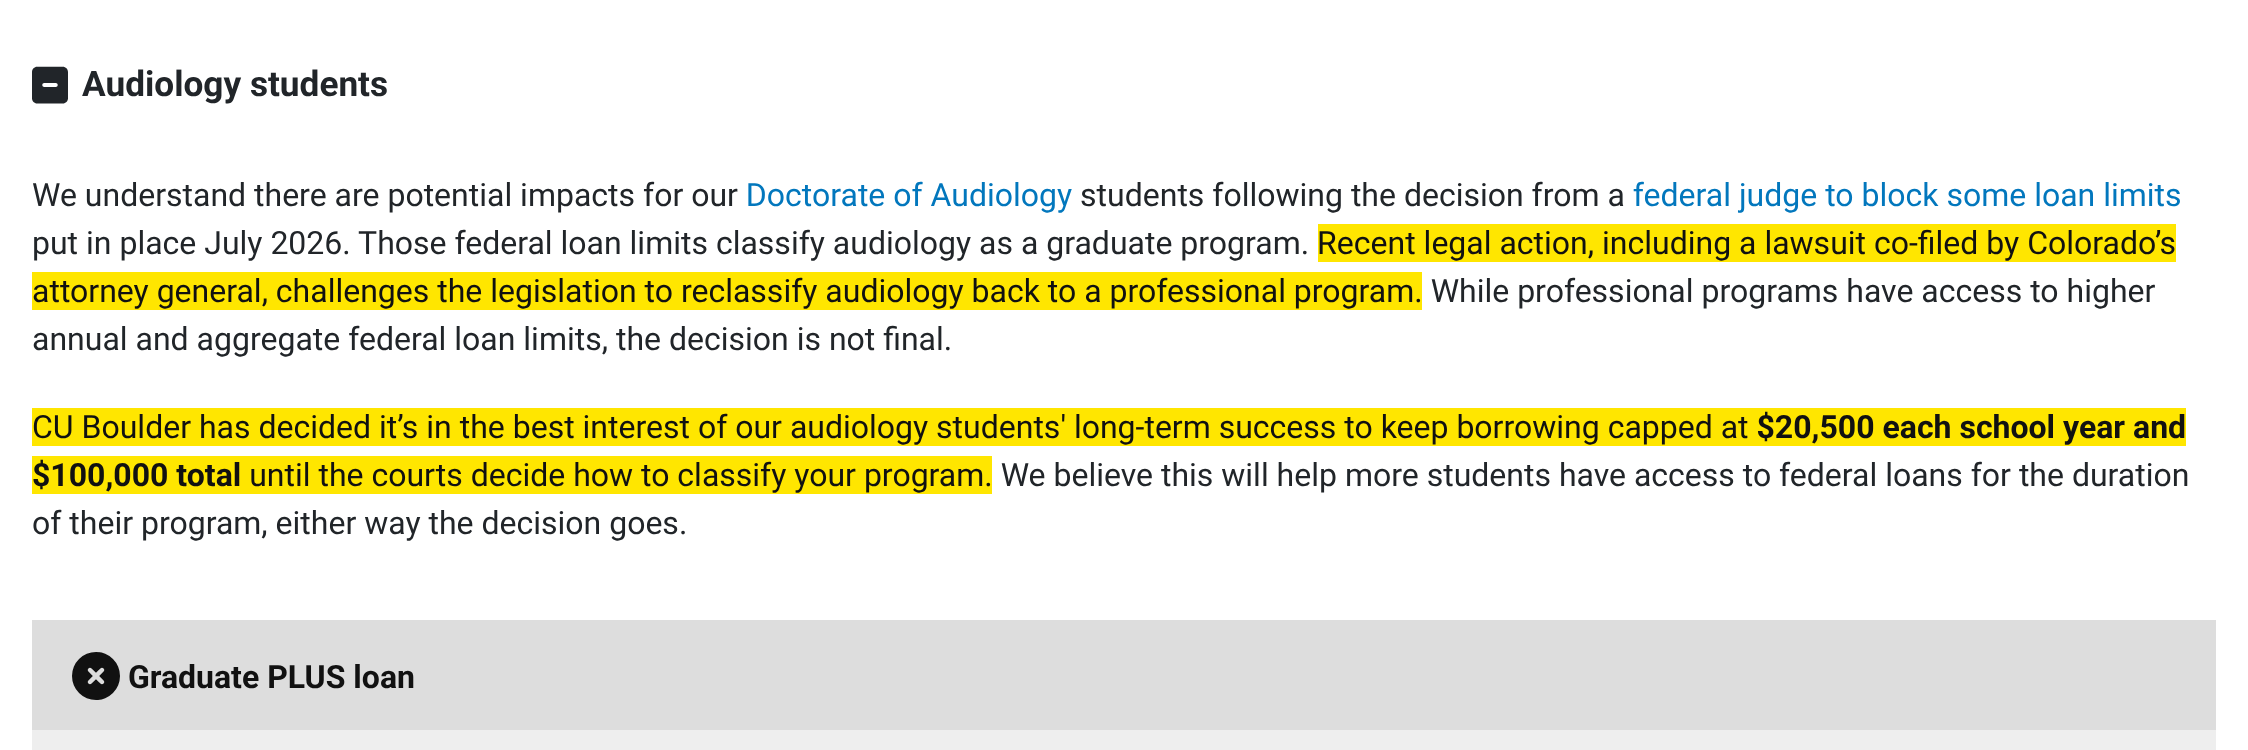 Audiology students
We understand there are potential impacts for our Doctorate of Audiology students following the decision from a federal judge to block some loan limits
put in place July 2026. Those federal loan limits classify audiology as a graduate program. Recent legal action, including a lawsuit co-filed by Colorado’s
attorney general, challenges the legislation to reclassify audiology back to a professional program. While professional programs have access to higher
annual and aggregate federal loan limits, the decision is not final.
CU Boulder has decided it’s in the best interest of our audiology students' long-term success to keep borrowing capped at $20,500 each school year and
$100,000 total until the courts decide how to classify your program. We believe this will help more students have access to federal loans for the duration
of their program, either way the decision goes.
Graduate PLUS loan